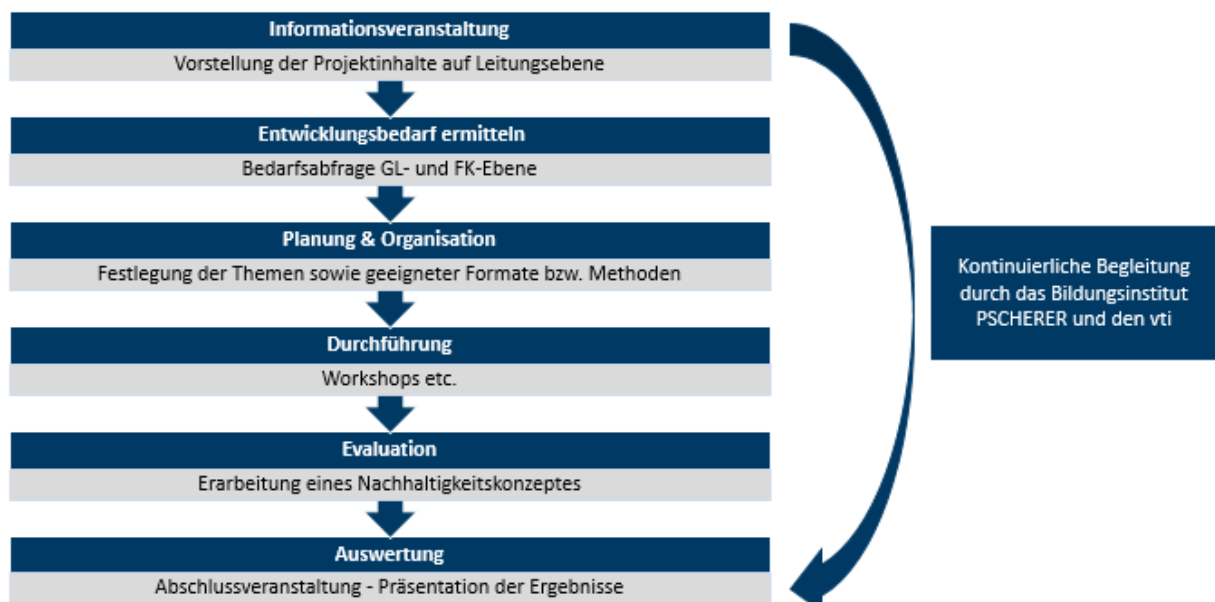 Informationsveranstaltung
Vorstellung der Projektinhalte auf Leitungsebene
Entwicklungsbedarf ermitteln
Bedarfsabfrage GL- und FK-Ebene
Planung & Organisation
Festlegung der Themen sowie geeigneter Formate bzw. Methoden
Durchführung
Workshops etc.
Evaluation
Erarbeitung eines Nachhaltigkeitskonzeptes
Auswertung
Abschlussveranstaltung - Präsentation der Ergebnisse
Kontinuierliche Begleitung
durch das Bildungsinstitut
PSCHERER und den vti